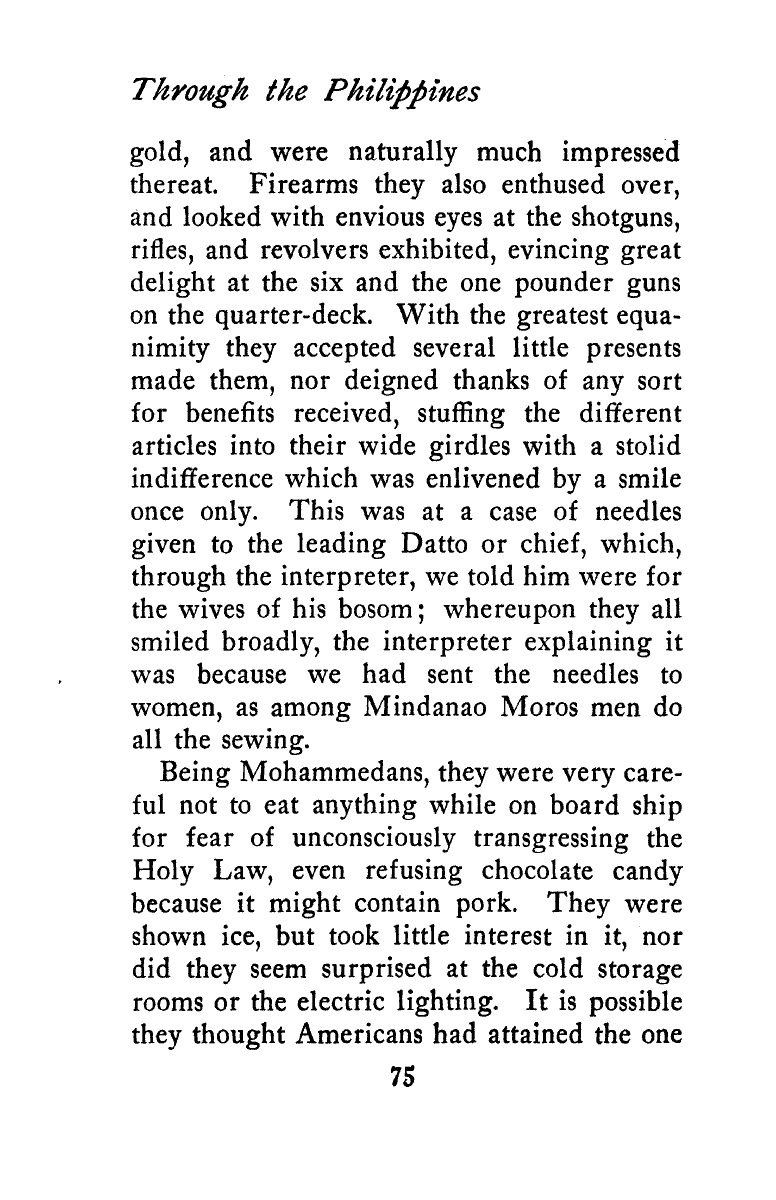 Through the Philippines
gold, and were naturally much impressed
thereat. Firearms they also enthused over,
and looked with envious eyes at the shotguns,
rifles, and revolvers exhibited, evincing great
delight at the six and the one pounder guns
on the quarter-deck. With the greatest equa-
nimity they accepted several little presents
made them, nor deigned thanks of any sort
for benefits received, stuffing the different
articles into their wide girdles with a stolid
indifference which was enlivened by a smile
once only. This was at a case of needles
given to the leading Datto or chief, which,
through the interpreter, we told him were for
the wives of his bosom; whereupon they all
smiled broadly, the interpreter explaining it
was because we had sent the needles to
women, as among Mindanao Moros men do
all the sewing.
Being Mohammedans, they were very care-
ful not to eat anything while on board ship
for fear of unconsciously transgressing the
Holy Law, even refusing chocolate candy
because it might contain pork. They were
shown ice, but took little interest in it, nor
did they seem surprised at the cold storage
rooms or the electric lighting. It is possible
they thought Americans had attained the one
75